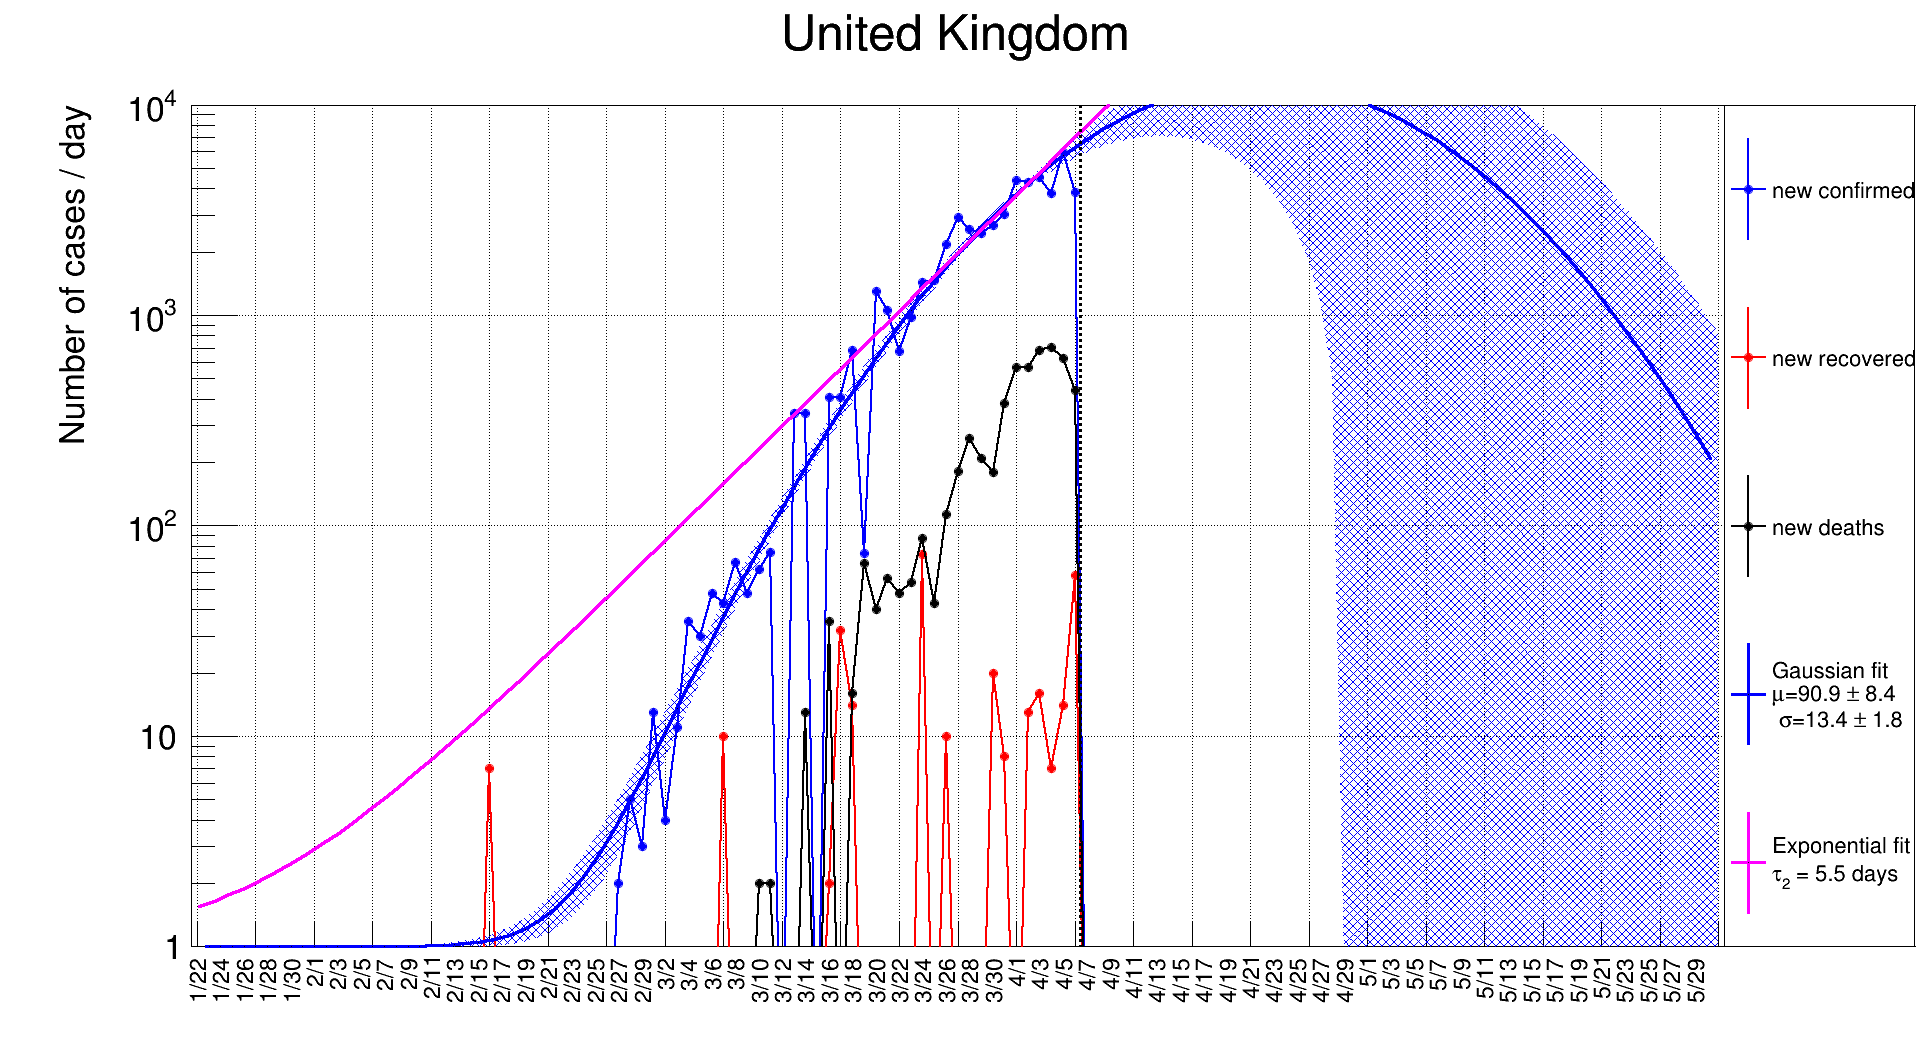 United Kingdom
Number of cases / day
10^4
10^3
10^2
10
1
1/22 1/24 1/26 1/28 1/30 2/1 2/3 2/5 2/7 2/9 2/11 2/13 2/15 2/17 2/19 2/21 2/23 2/25 2/27 2/29 3/2 3/4 3/6 3/8 3/10 3/12 3/14 3/16 3/18 3/20 3/22 3/24 3/26 3/28 3/30 4/1 4/3 4/5 4/7 4/9 4/11 4/13 4/15 4/17 4/19 4/21 4/23 4/25 4/27 4/29 5/1 5/3 5/5 5/7 5/9 5/11 5/13 5/15 5/17 5/19 5/21 5/23 5/25 5/27 5/29
new confirmed
new recovered
new deaths
Gaussian fit
μ=90.9 ± 8.4
σ=13.4 ± 1.8
Exponential fit
τ₂ = 5.5 days